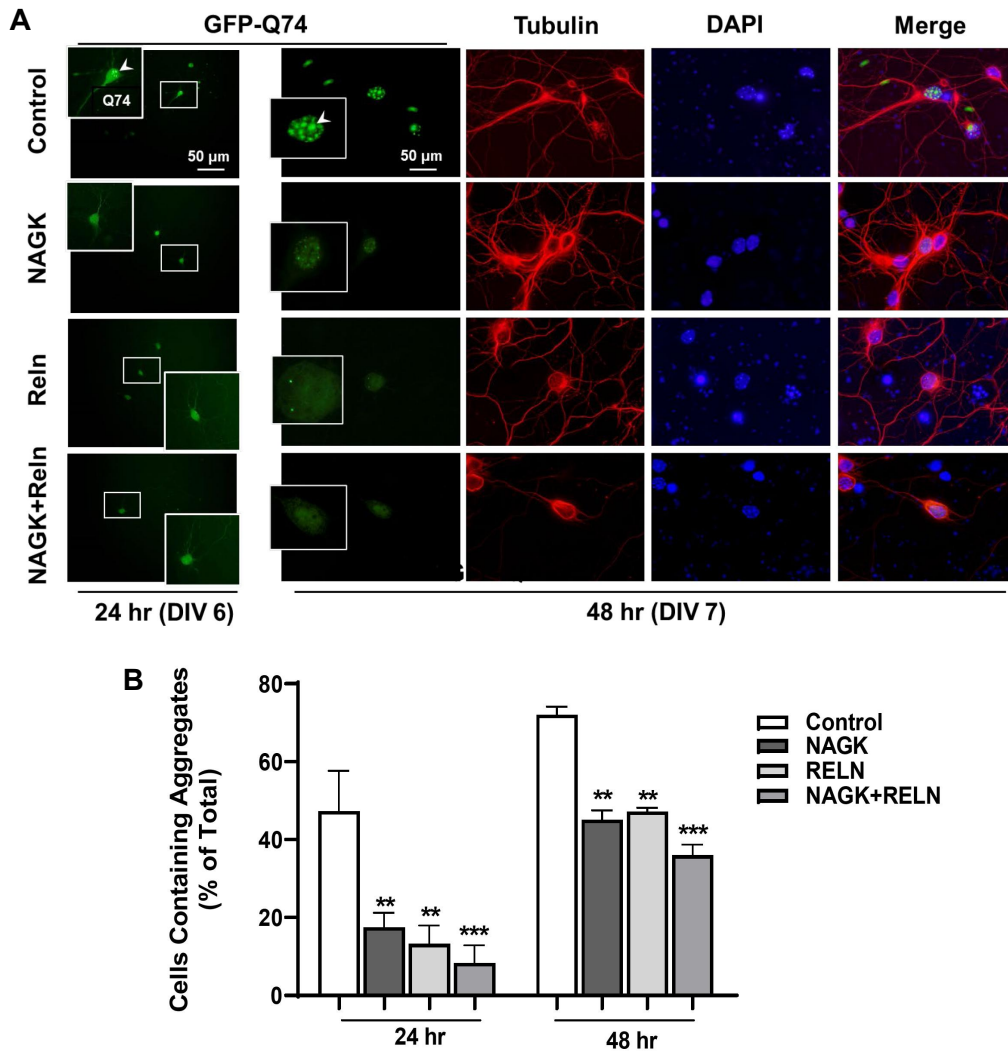 A
GFP-Q74 Tubulin DAPI Merge
Control
Q74
50 µm
50 µm
NAGK
Reln
NAGK+Reln
24 hr (DIV 6) 48 hr (DIV 7)
B
Cells Containing Aggregates
(% of Total)
80
60
40
20
0
** ** ***
** ** ***
24 hr 48 hr
Control
NAGK
RELN
NAGK+RELN